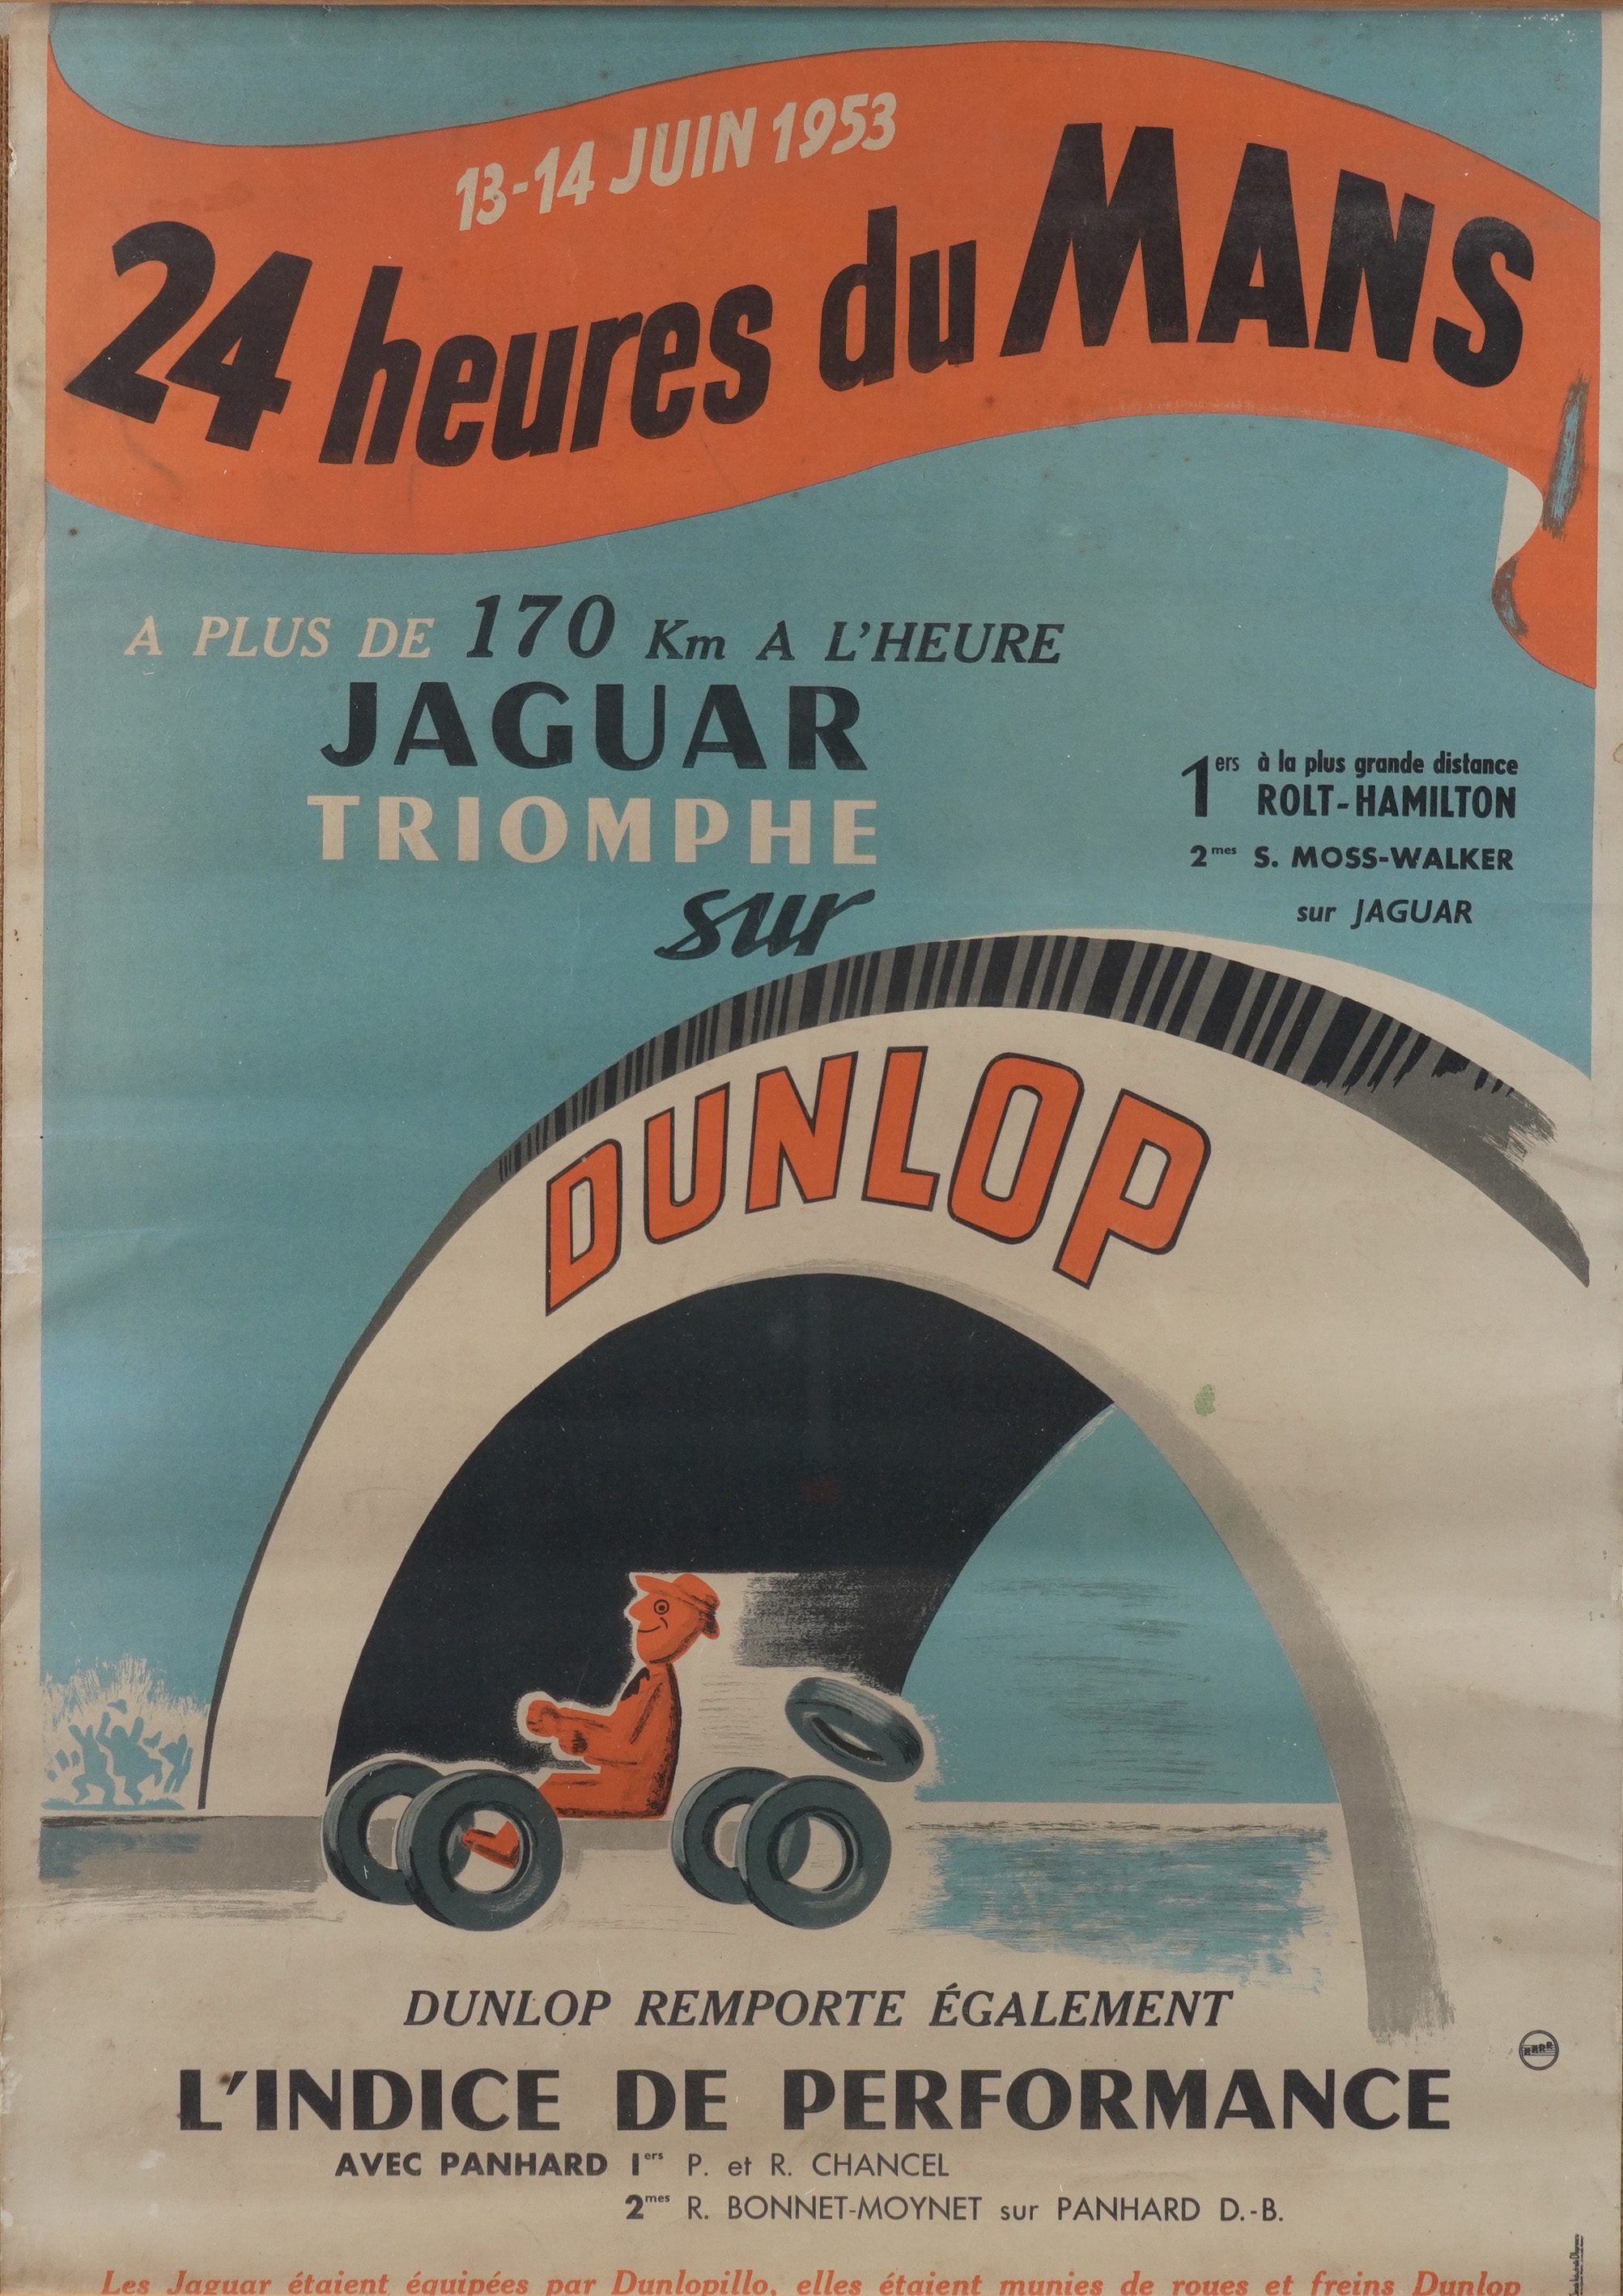 13-14 JUIN 1953
24 heures du MANS
A PLUS DE 170 Km A L'HEURE
JAGUAR
TRIOMPHE
sur
1ers à la plus grande distance
ROLT-HAMILTON
2mes S. MOSS-WALKER
sur JAGUAR
DUNLOP
DUNLOP REMPORTE ÉGALEMENT
L'INDICE DE PERFORMANCE
AVEC PANHARD 1ers P. et R. CHANCEL
2mes R. BONNET-MOYNET sur PANHARD D.-B.
Les Jaguar étaient équipées par Dunlopillo, elles étaient munies de roues et freins Dunlop